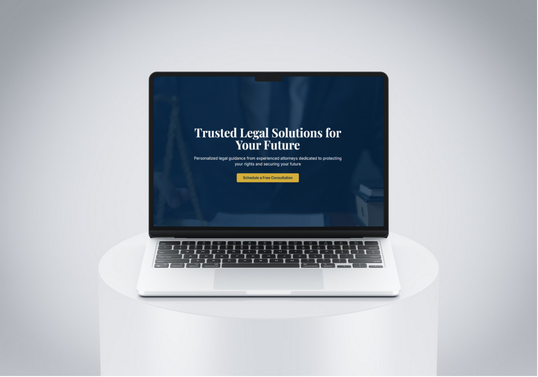 Trusted Legal Solutions for
Your Future
Personalized legal guidance from experienced attorneys dedicated to protecting
your rights and securing your future
Schedule a Free Consultation